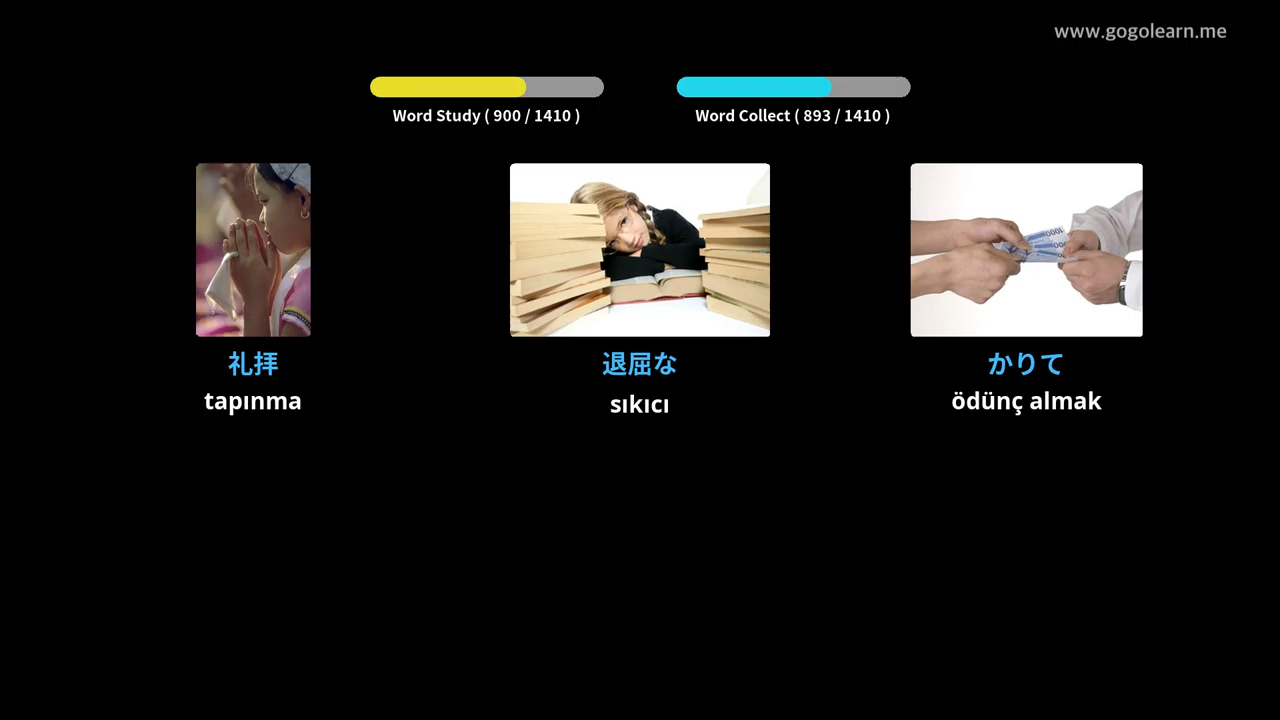 www.gogolearn.me
Word Study ( 900 / 1410 )
Word Collect ( 893 / 1410 )
礼拝
tapınma
退屈な
sıkıcı
かりて
ödünç almak